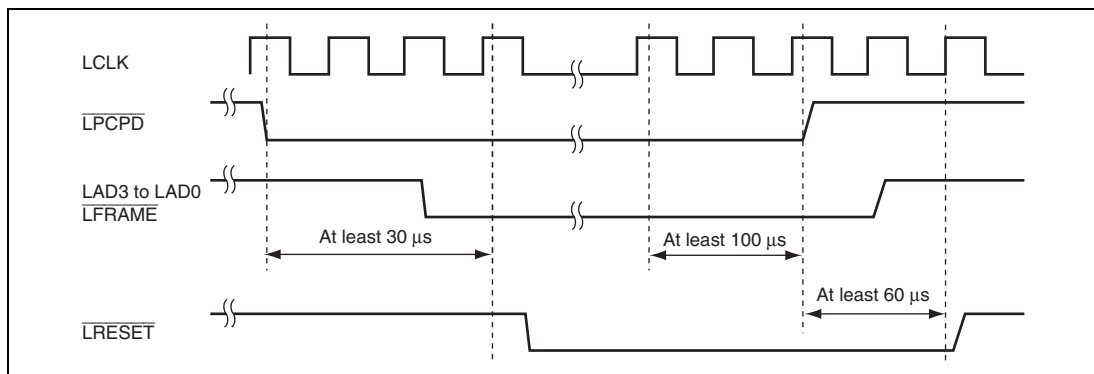 LCLK
LPCPD
LAD3 to LAD0
LFRAME
At least 30 µs
At least 100 µs
At least 60 µs
LRESET